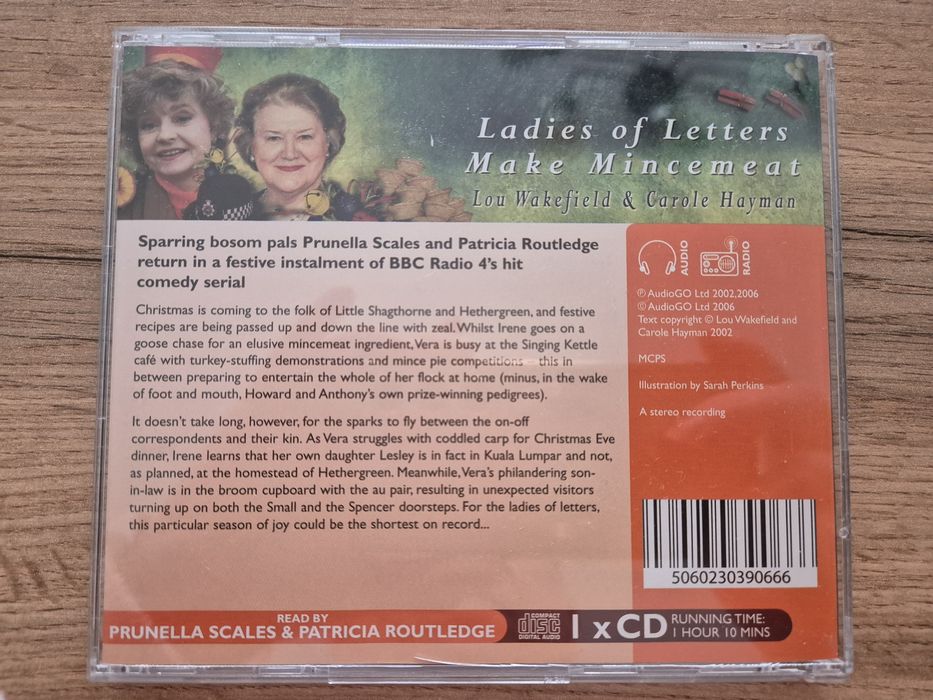 Ladies of Letters
Make Mincemeat
Lou Wakefield & Carole Hayman
Sparring bosom pals Prunella Scales and Patricia Routledge
return in a festive instalment of BBC Radio 4's hit
comedy serial
Christmas is coming to the folk of Little Shagthorne and Hethergreen, and festive
recipes are being passed up and down the line with zeal. Whilst Irene goes on a
goose chase for an elusive mincemeat ingredient, Vera is busy at the Singing Kettle
café with turkey-stuffing demonstrations and mince pie competitions – this in
between preparing to entertain the whole of her flock at home (minus, in the wake
of foot and mouth, Howard and Anthony's own prize-winning pedigrees).
It doesn't take long, however, for the sparks to fly between the on-off
correspondents and their kin. As Vera struggles with coddled carp for Christmas Eve
dinner, Irene learns that her own daughter Lesley is in fact in Kuala Lumpar and not,
as planned, at the homestead of Hethergreen. Meanwhile, Vera's philandering son-
in-law is in the broom cupboard with the au pair, resulting in unexpected visitors
turning up on both the Small and the Spencer doorsteps. For the ladies of letters,
this particular season of joy could be the shortest on record...
AUDIO
RADIO
℗ AudioGO Ltd 2002,2006
© AudioGO Ltd 2006
Text copyright © Lou Wakefield and
Carole Hayman 2002
MCPS
Illustration by Sarah Perkins
A stereo recording
5060230390666
READ BY
PRUNELLA SCALES & PATRICIA ROUTLEDGE
COMPACT
disc
DIGITAL AUDIO
1 x CD
RUNNING TIME:
1 HOUR 10 MINS